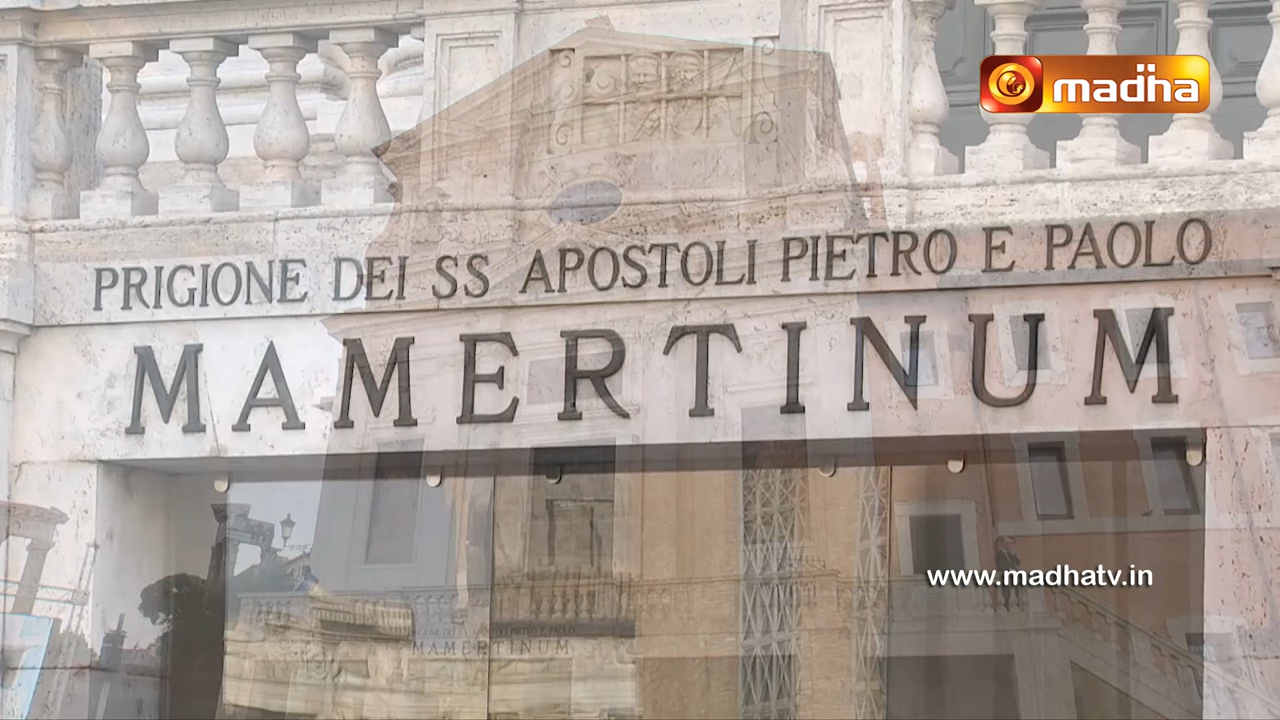 madha
PRIGIONE DEI SS APOSTOLI PIETRO E PAOLO
MAMERTINUM
www.madhatv.in
MAMERTINUM